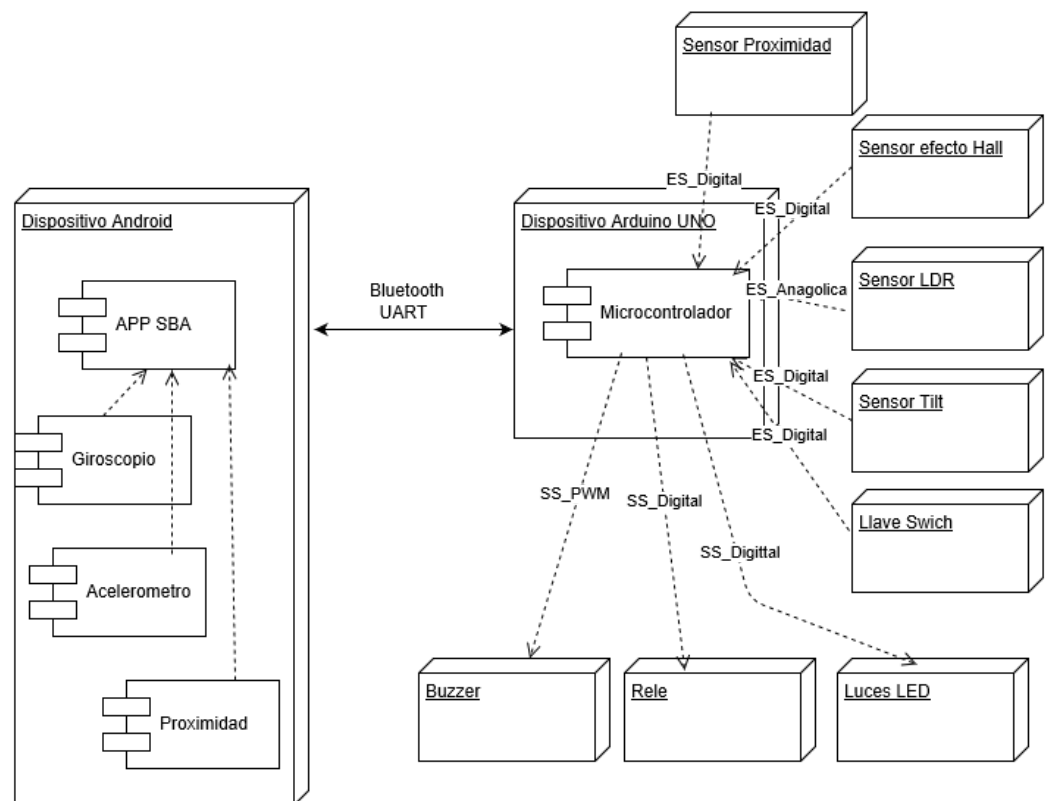 Sensor Proximidad
Sensor efecto Hall
ES_Digital
ES_Digital
Dispositivo Android
Dispositivo Arduino UNO
Sensor LDR
ES_Anagolica
Bluetooth
UART
Microcontrolador
APP SBA
ES_Digital
Sensor Tilt
ES_Digital
Giroscopio
SS_PWM
SS_Digital
Llave Swich
SS_Digittal
Acelerometro
Buzzer
Rele
Luces LED
Proximidad